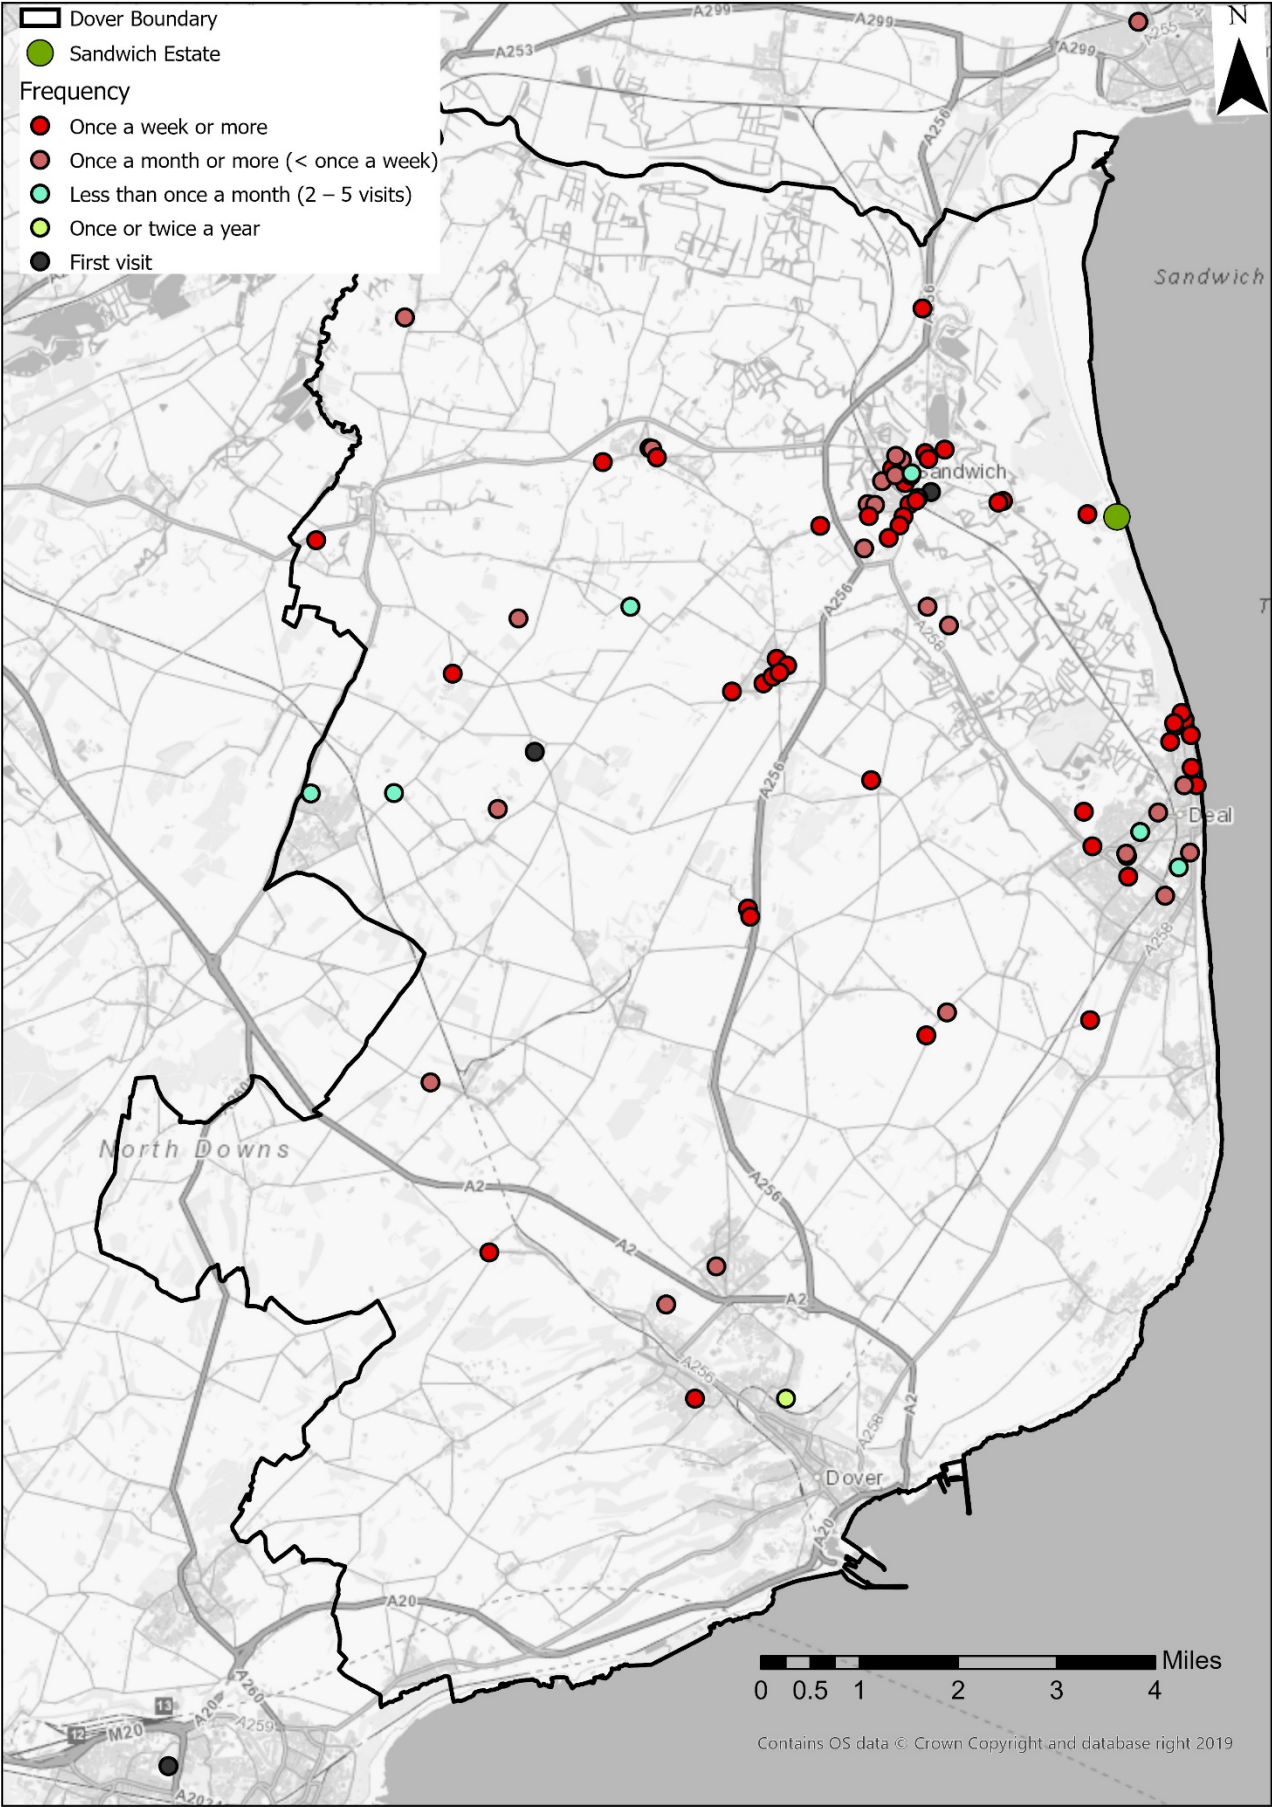 Dover Boundary
Sandwich Estate
Frequency
Once a week or more
Once a month or more (< once a week)
Less than once a month (2 – 5 visits)
Once or twice a year
First visit
N
A299
A299
A299
A253
A255
A256
Sandwich
Sandwich
A256
A258
A256
Deal
A258
North Downs
A2
A256
A2
A2
A256
A258
A2
Dover
A20
A20
A260
A20
A259
13
12
M20
Miles
0 0.5 1 2 3 4
Contains OS data © Crown Copyright and database right 2019